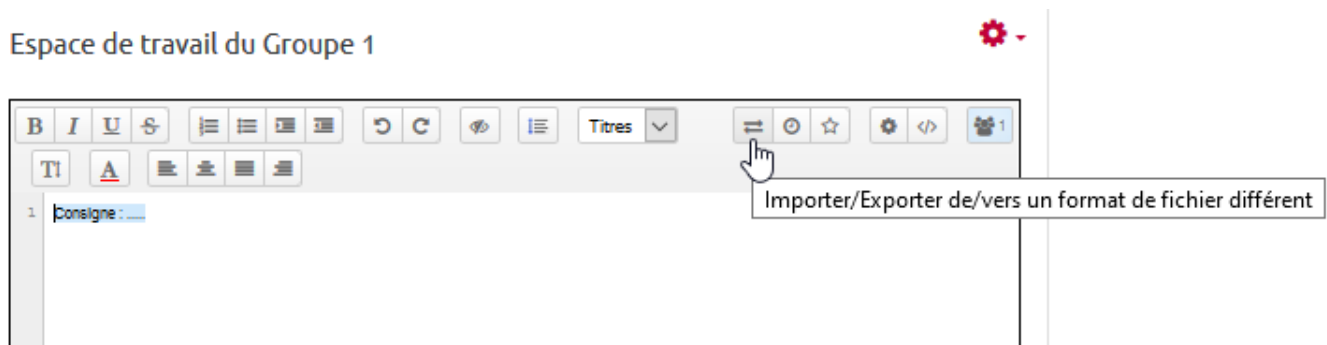 Espace de travail du Groupe 1
B I U S Titres </> 1
T A
Importer/Exporter de/vers un format de fichier différent
1 Consigne : .....